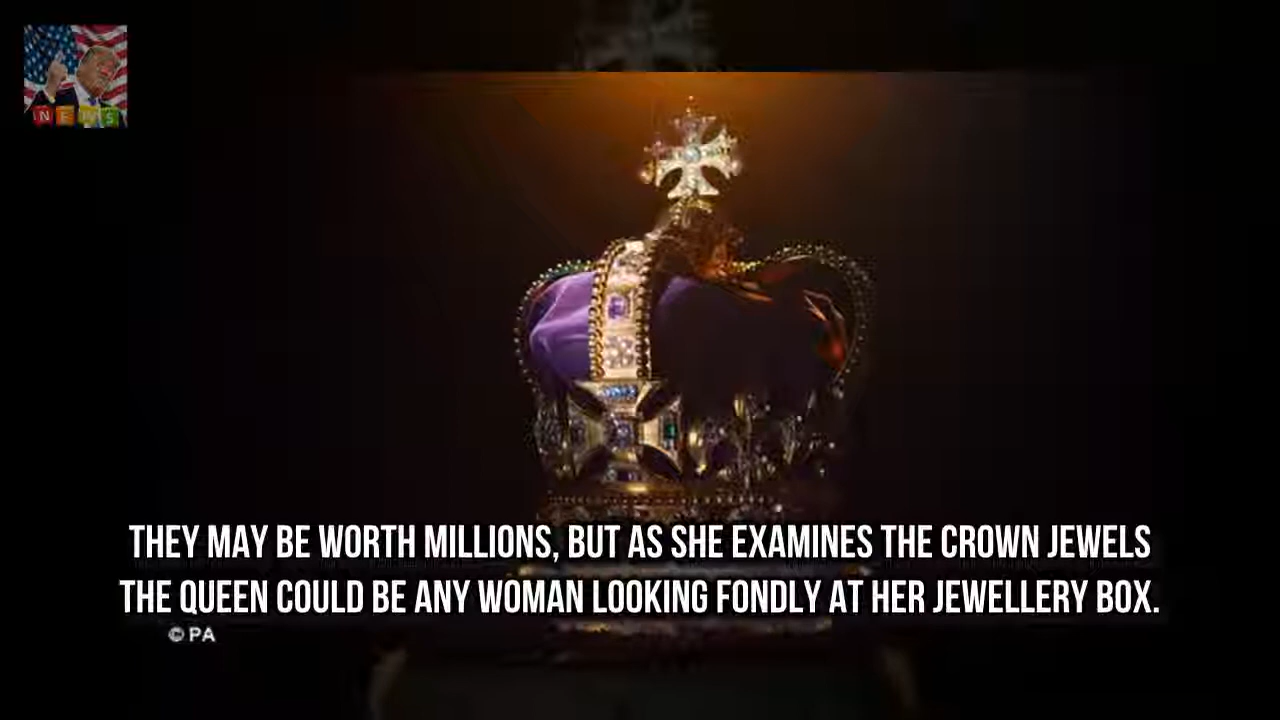 NEWS
THEY MAY BE WORTH MILLIONS, BUT AS SHE EXAMINES THE CROWN JEWELS
THE QUEEN COULD BE ANY WOMAN LOOKING FONDLY AT HER JEWELLERY BOX.
© PA